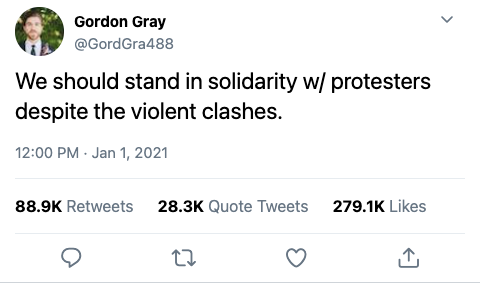 Gordon Gray
@GordGra488
We should stand in solidarity w/ protesters
despite the violent clashes.
12:00 PM · Jan 1, 2021
88.9K Retweets 28.3K Quote Tweets 279.1K Likes